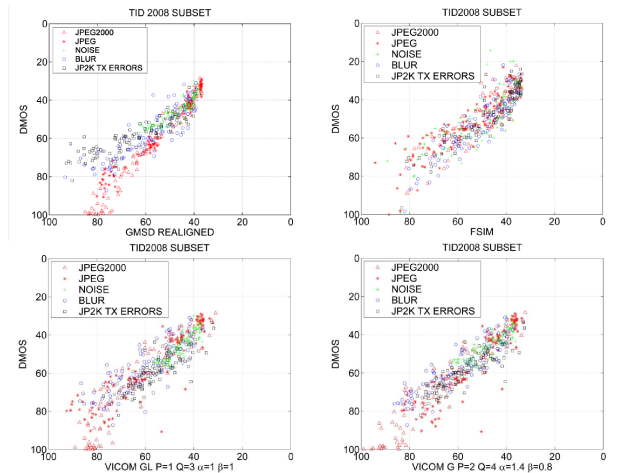 TID 2008 SUBSET
JPEG2000
JPEG
NOISE
BLUR
JP2K TX ERRORS
DMOS
0
20
40
60
80
100
100 80 60 40 20 0
GMSD REALIGNED
TID 2008 SUBSET
JPEG2000
JPEG
NOISE
BLUR
JP2K TX ERRORS
DMOS
0
20
40
60
80
100
100 80 60 40 20 0
FSIM
TID2008 SUBSET
JPEG2000
JPEG
NOISE
BLUR
JP2K TX ERRORS
DMOS
0
20
40
60
80
100
100 80 60 40 20 0
VICOM GL P=1 Q=3 α=1 β=1
TID2008 SUBSET
JPEG2000
JPEG
NOISE
BLUR
JP2K TX ERRORS
DMOS
0
20
40
60
80
100
100 80 60 40 20 0
VICOM G P=2 Q=4 α=1.4 β=0.8